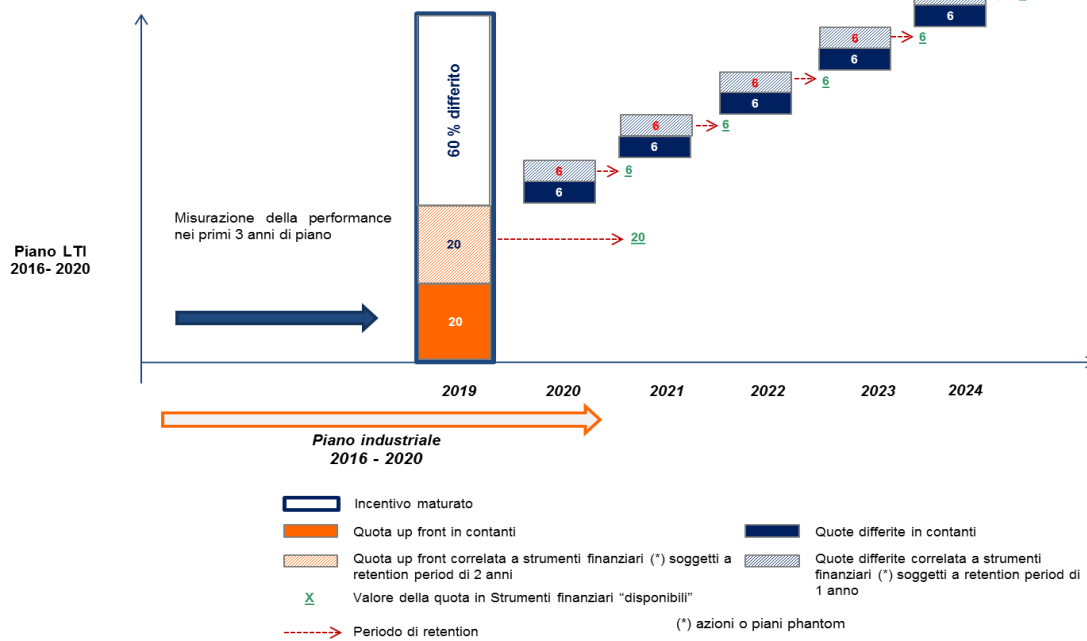 6
6
6
6
6
6
6
6
6
6
6
6
6
60 % differito
6
Misurazione della performance
nei primi 3 anni di piano
Piano LTI
2016- 2020
20
20
20
2019
2020
2021
2022
2023
2024
Piano industriale
2016 - 2020
Incentivo maturato
Quota up front in contanti
Quote differite in contanti
Quota up front correlata a strumenti finanziari (*) soggetti a
retention period di 2 anni
Quote differite correlata a strumenti
finanziari (*) soggetti a retention period di
1 anno
X
Valore della quota in Strumenti finanziari “disponibili”
Periodo di retention
(*) azioni o piani phantom